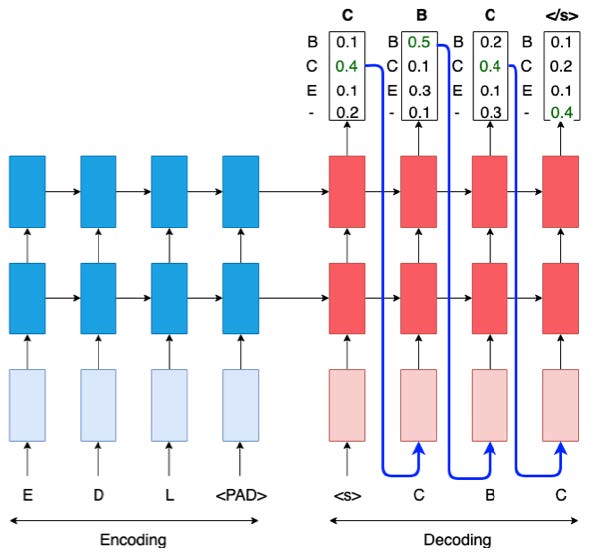 C B C </s>
B 0.1 B 0.5 B 0.2 B 0.1
C 0.4 C 0.1 C 0.4 C 0.2
E 0.1 E 0.3 E 0.1 E 0.1
- 0.2 - 0.1 - 0.3 - 0.4
E D L <PAD> <s> C B C
Encoding Decoding